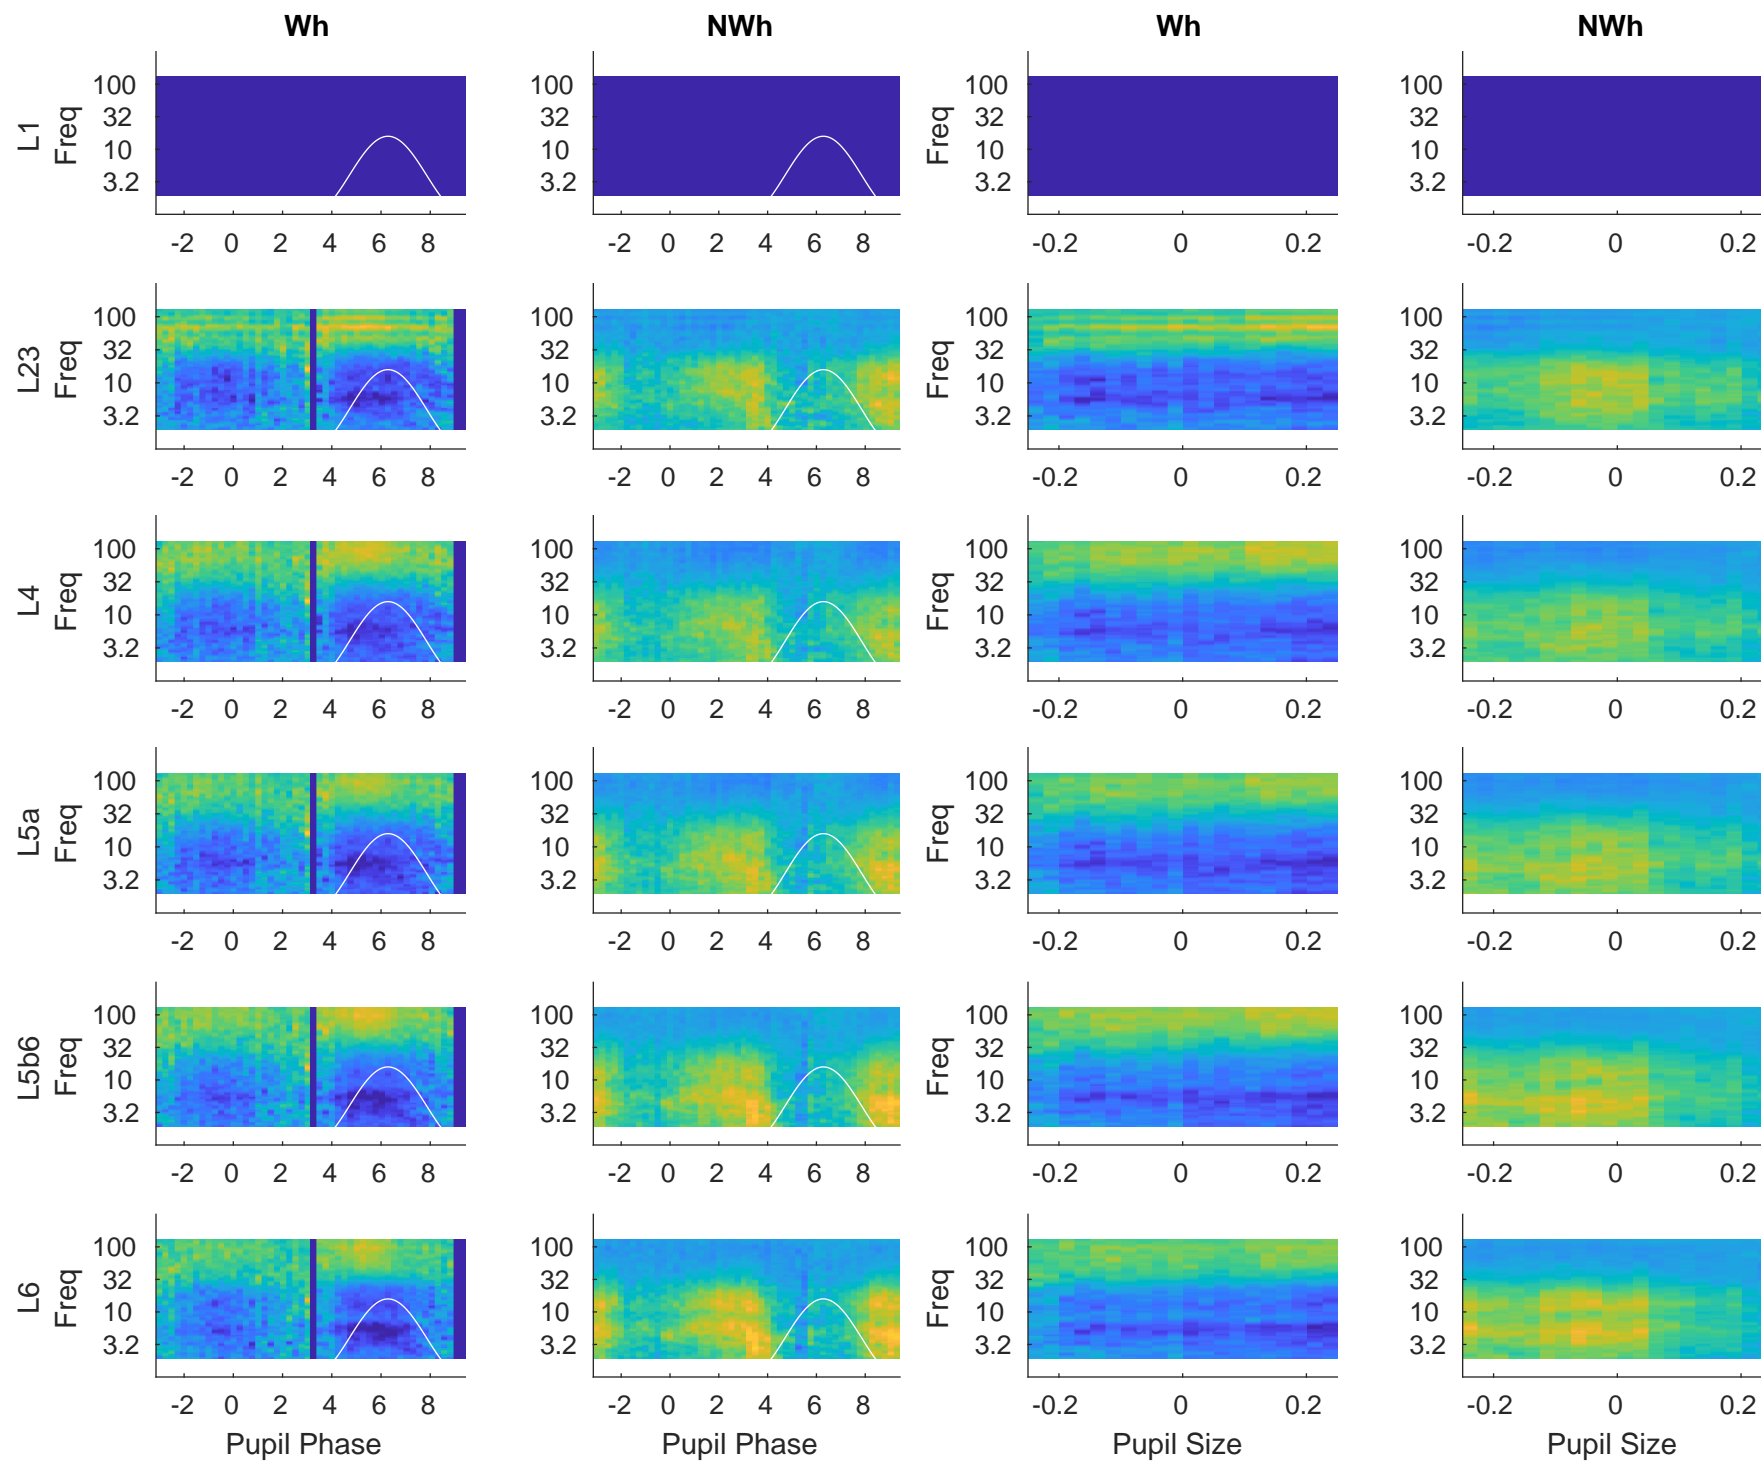 Wh NWh Wh NWh
L1
Freq Freq
100 32 10 3.2 100 32 10 3.2 100 32 10 3.2 100 32 10 3.2
-2 0 2 4 6 8 -2 0 2 4 6 8 -0.2 0 0.2 -0.2 0 0.2
L23
Freq Freq
100 32 10 3.2 100 32 10 3.2 100 32 10 3.2 100 32 10 3.2
-2 0 2 4 6 8 -2 0 2 4 6 8 -0.2 0 0.2 -0.2 0 0.2
L4
Freq Freq
100 32 10 3.2 100 32 10 3.2 100 32 10 3.2 100 32 10 3.2
-2 0 2 4 6 8 -2 0 2 4 6 8 -0.2 0 0.2 -0.2 0 0.2
L5a
Freq Freq
100 32 10 3.2 100 32 10 3.2 100 32 10 3.2 100 32 10 3.2
-2 0 2 4 6 8 -2 0 2 4 6 8 -0.2 0 0.2 -0.2 0 0.2
L5b6
Freq Freq
100 32 10 3.2 100 32 10 3.2 100 32 10 3.2 100 32 10 3.2
-2 0 2 4 6 8 -2 0 2 4 6 8 -0.2 0 0.2 -0.2 0 0.2
L6
Freq Freq
100 32 10 3.2 100 32 10 3.2 100 32 10 3.2 100 32 10 3.2
-2 0 2 4 6 8 -2 0 2 4 6 8 -0.2 0 0.2 -0.2 0 0.2
Pupil Phase Pupil Phase Pupil Size Pupil Size